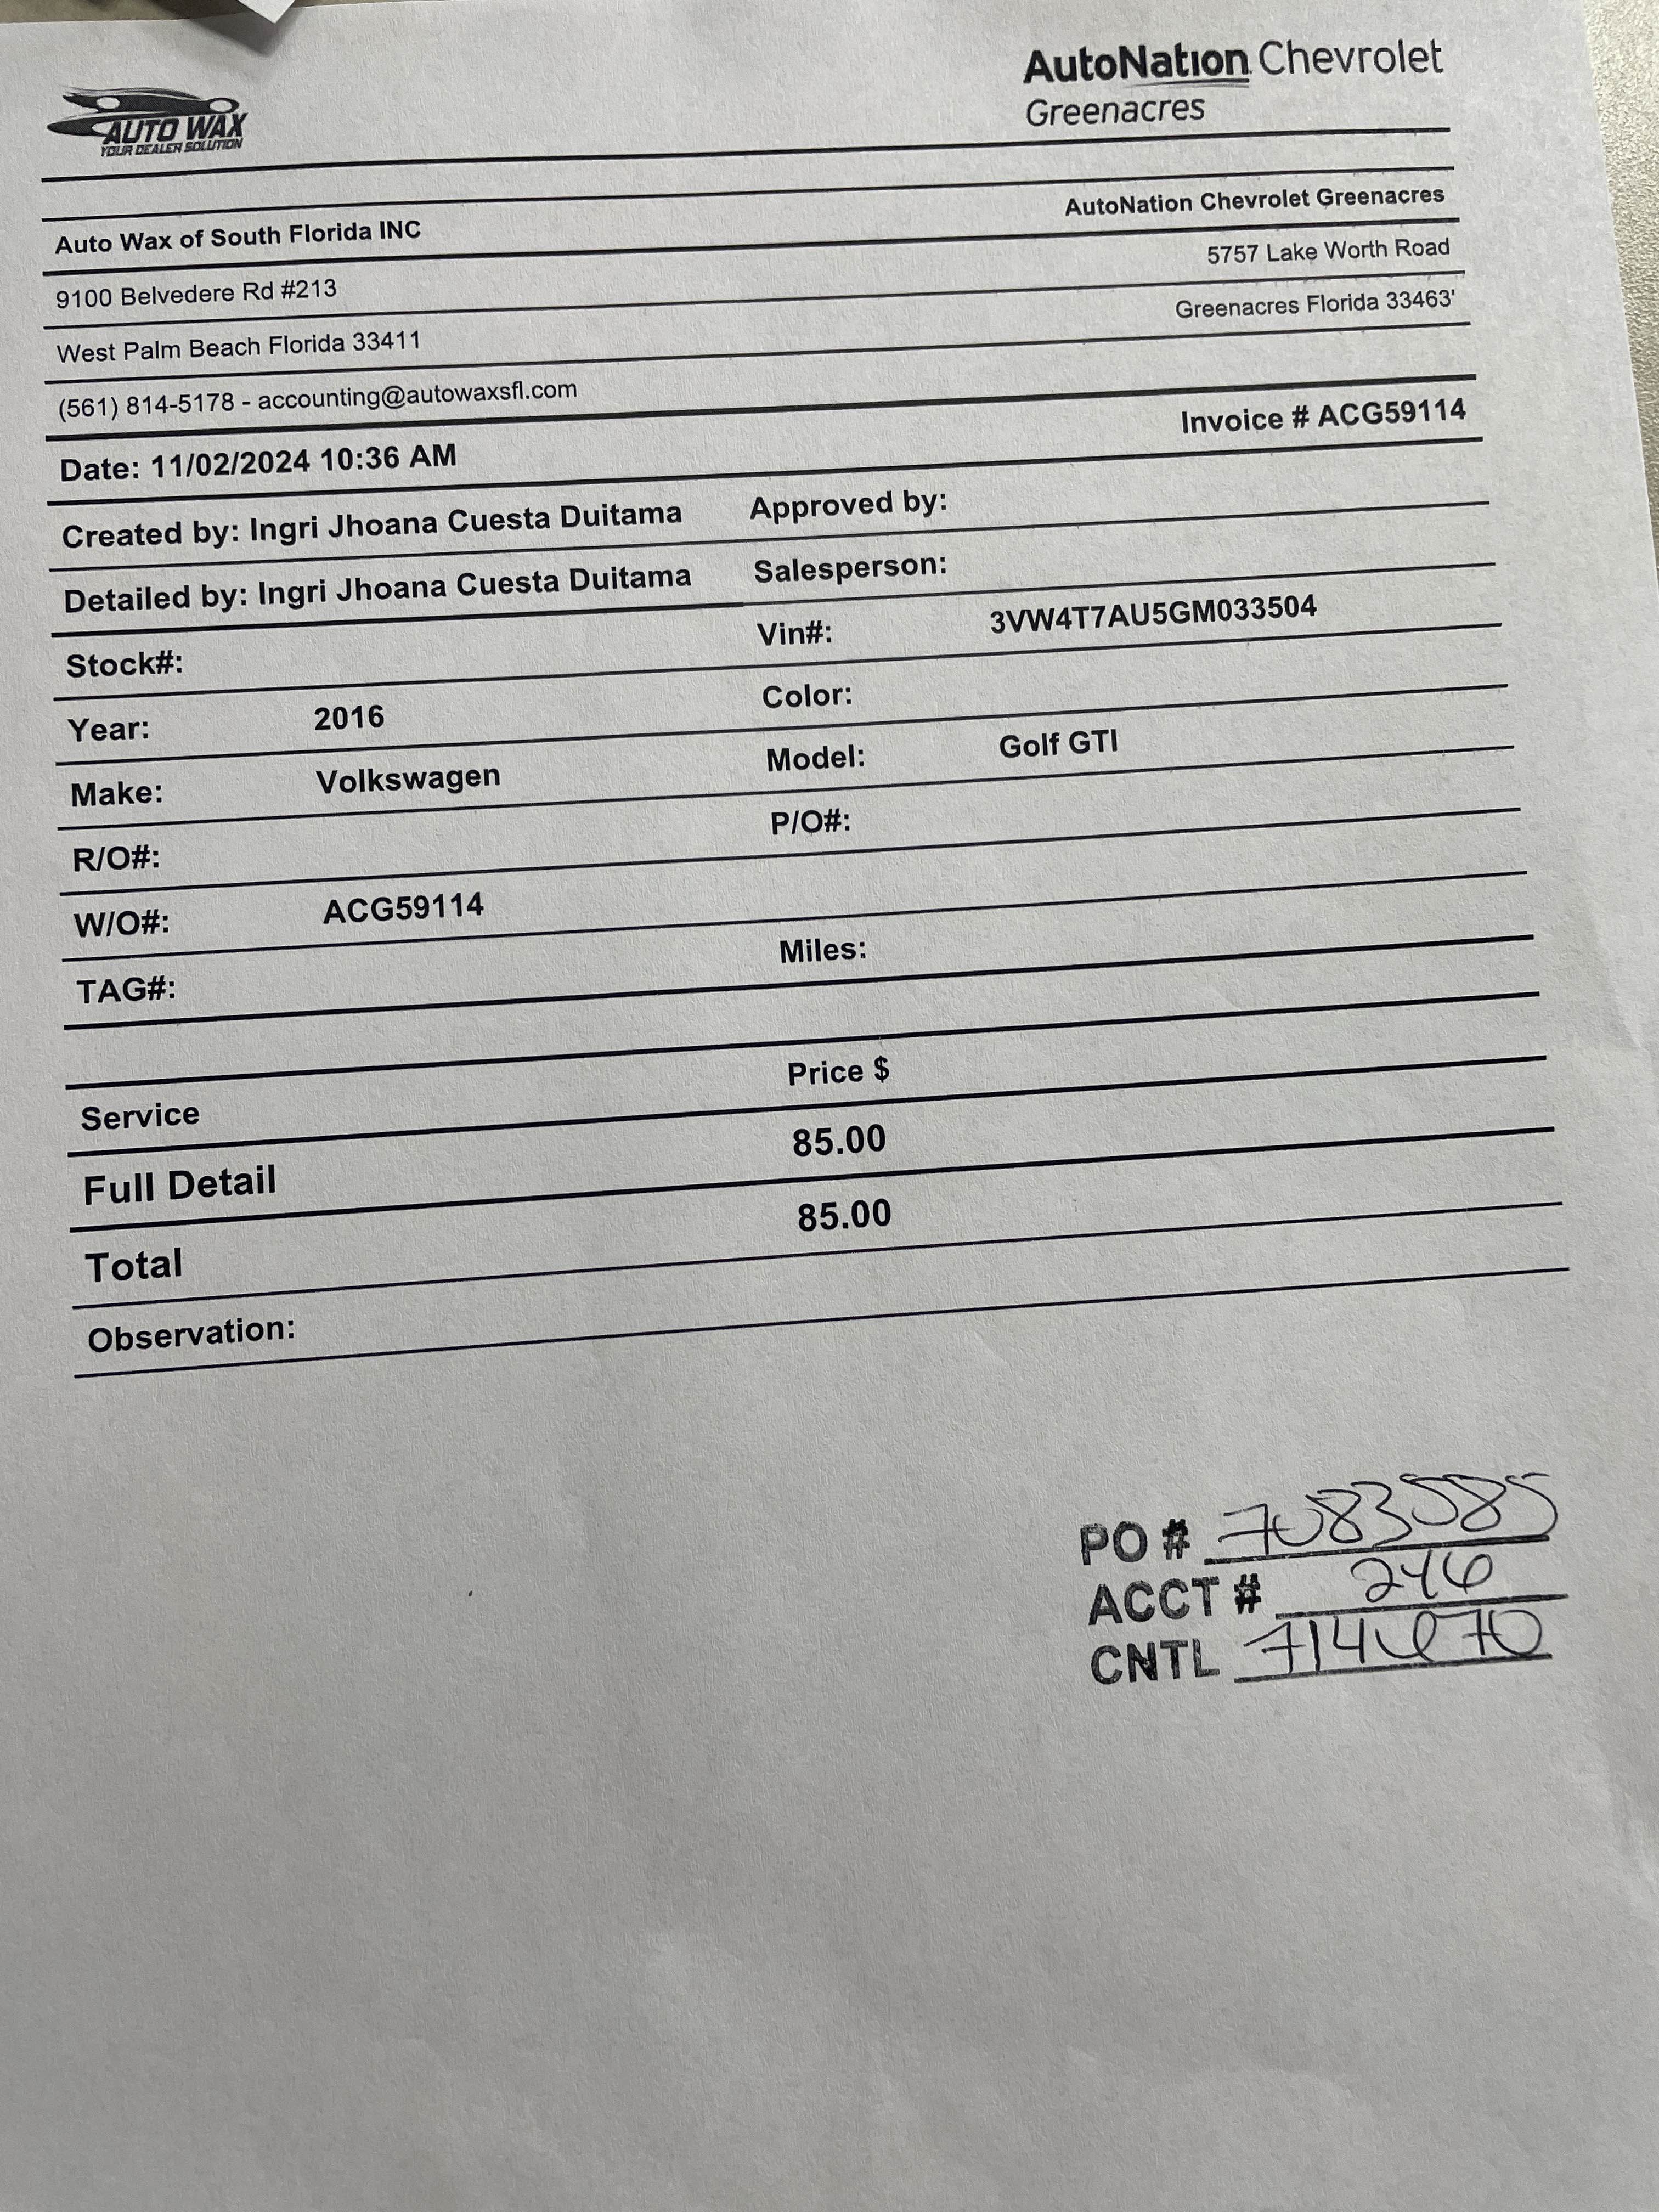 AUTO WAX
YOUR DEALER SOLUTION
AutoNation Chevrolet
Greenacres
Auto Wax of South Florida INC
AutoNation Chevrolet Greenacres
9100 Belvedere Rd #213
5757 Lake Worth Road
West Palm Beach Florida 33411
Greenacres Florida 33463'
(561) 814-5178 - accounting@autowaxsfl.com
Date: 11/02/2024 10:36 AM
Invoice # ACG59114
Created by: Ingri Jhoana Cuesta Duitama Approved by:
Detailed by: Ingri Jhoana Cuesta Duitama Salesperson:
Stock#: Vin#: 3VW4T7AU5GM033504
Year: 2016 Color:
Make: Volkswagen Model: Golf GTI
R/O#: P/O#:
W/O#: ACG59114
TAG#: Miles:
Service Price $
Full Detail 85.00
Total 85.00
Observation:
PO # 7083585
ACCT # 246
CNTL 714670